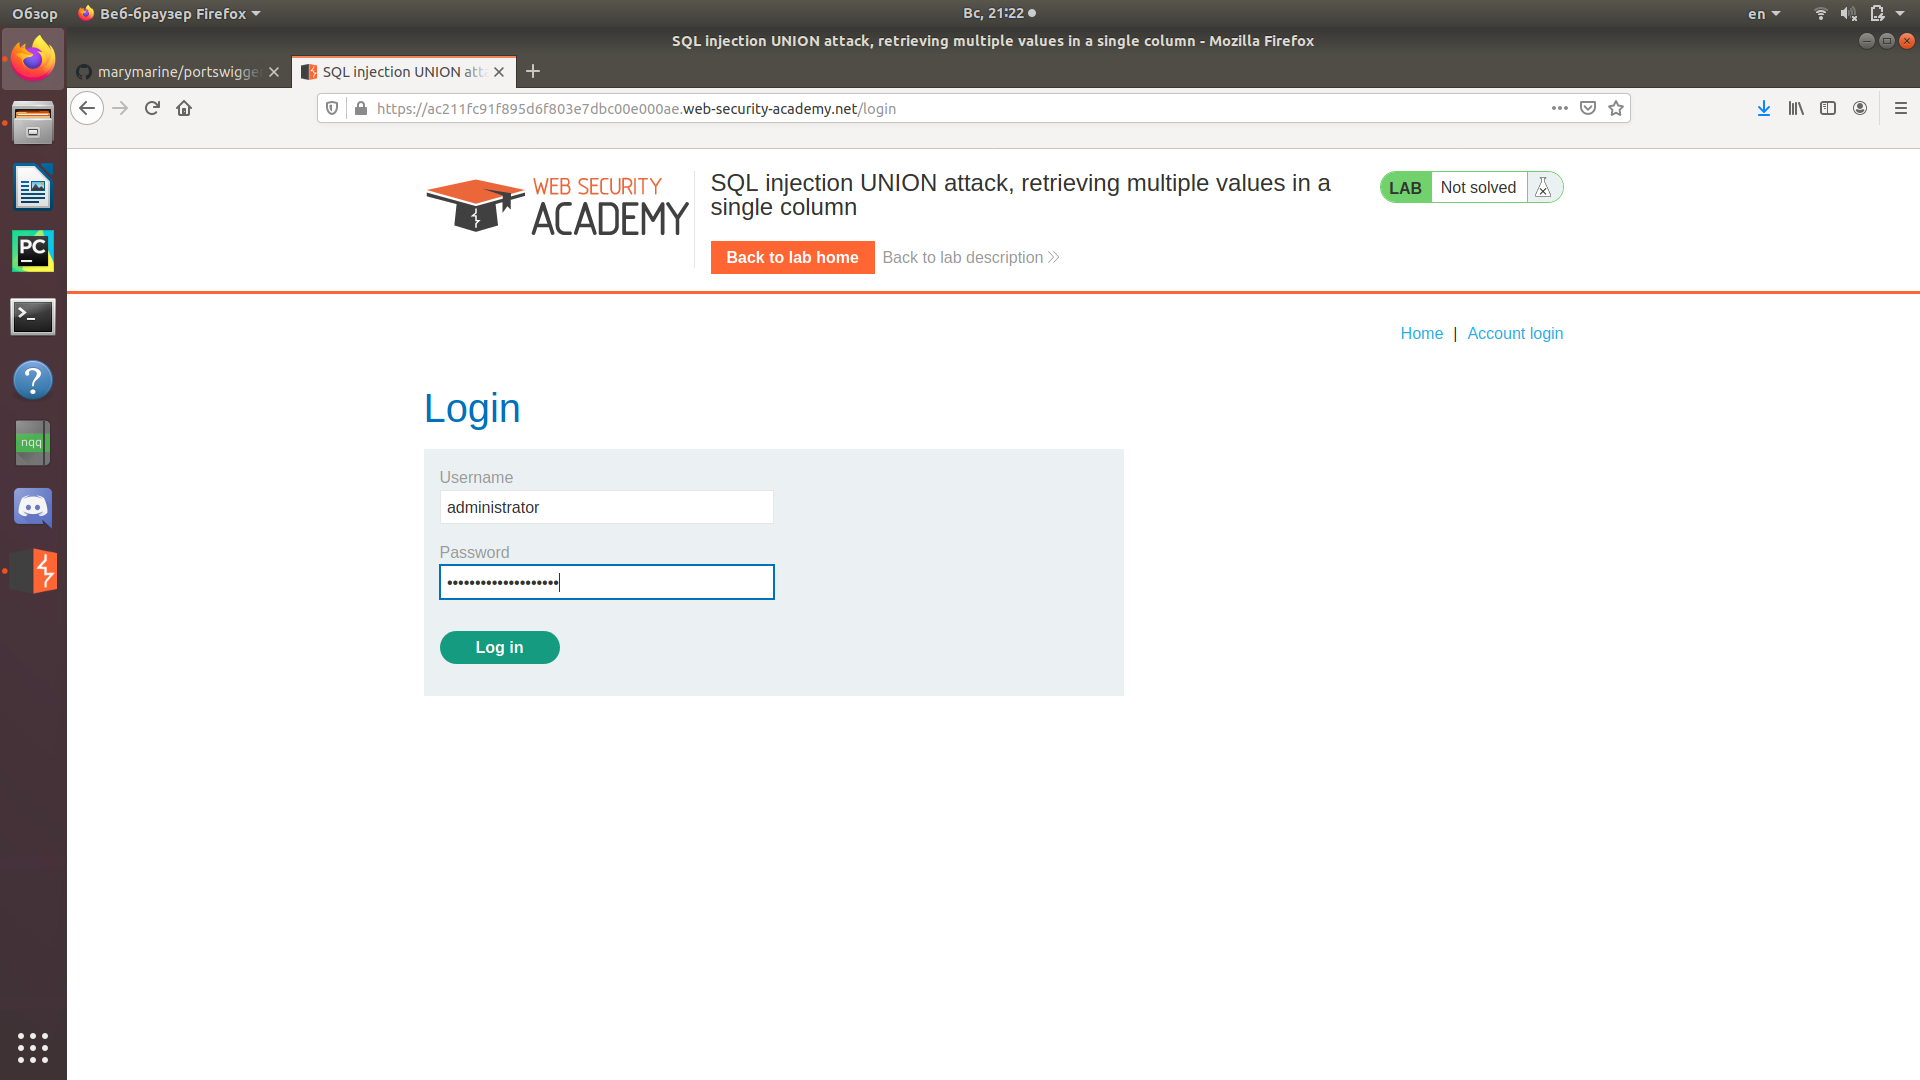 Обзор
Веб-браузер Firefox
Вс, 21:22
en
SQL injection UNION attack, retrieving multiple values in a single column - Mozilla Firefox
marymarine/portswigge
SQL injection UNION atta
https://ac211fc91f895d6f803e7dbc00e000ae.web-security-academy.net/login
WEB SECURITY
ACADEMY
SQL injection UNION attack, retrieving multiple values in a
single column
LAB
Not solved
Back to lab home
Back to lab description
PC
nqq
Home | Account login
Login
Username
administrator
Password
••••••••••••••••••••
Log in